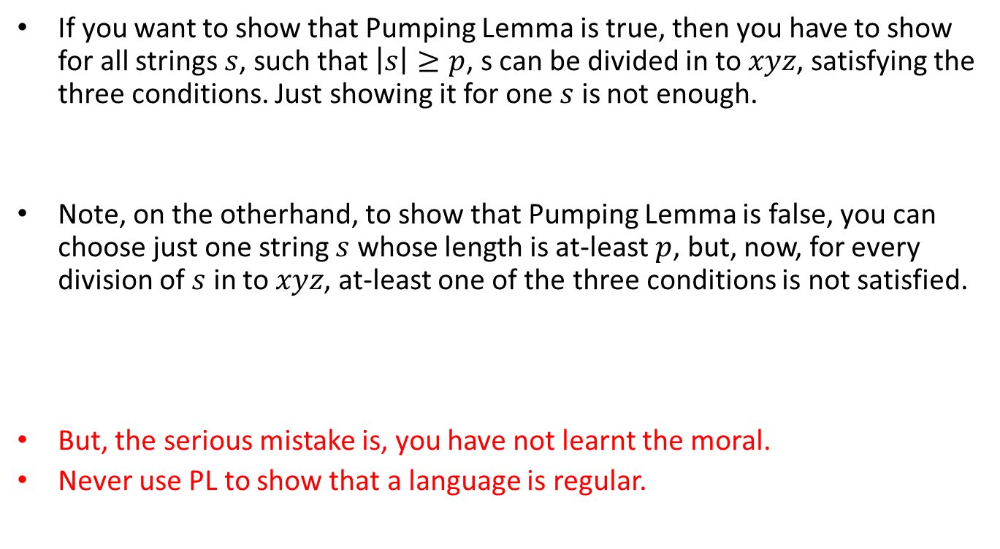 • If you want to show that Pumping Lemma is true, then you have to show
for all strings 𝑠, such that |𝑠| ≥ 𝑝, s can be divided in to 𝑥𝑦𝑧, satisfying the
three conditions. Just showing it for one 𝑠 is not enough.
• Note, on the otherhand, to show that Pumping Lemma is false, you can
choose just one string 𝑠 whose length is at-least 𝑝, but, now, for every
division of 𝑠 in to 𝑥𝑦𝑧, at-least one of the three conditions is not satisfied.
• But, the serious mistake is, you have not learnt the moral.
• Never use PL to show that a language is regular.